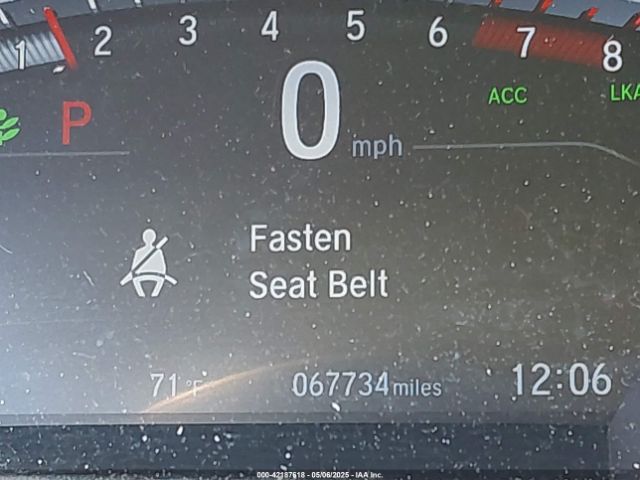 1 2 3 4 5 6 7 8
P 0 mph ACC LKA
Fasten
Seat Belt
71 °F 067734 miles 12:06
000-42187618 - 05/06/2025 - IAA Inc.